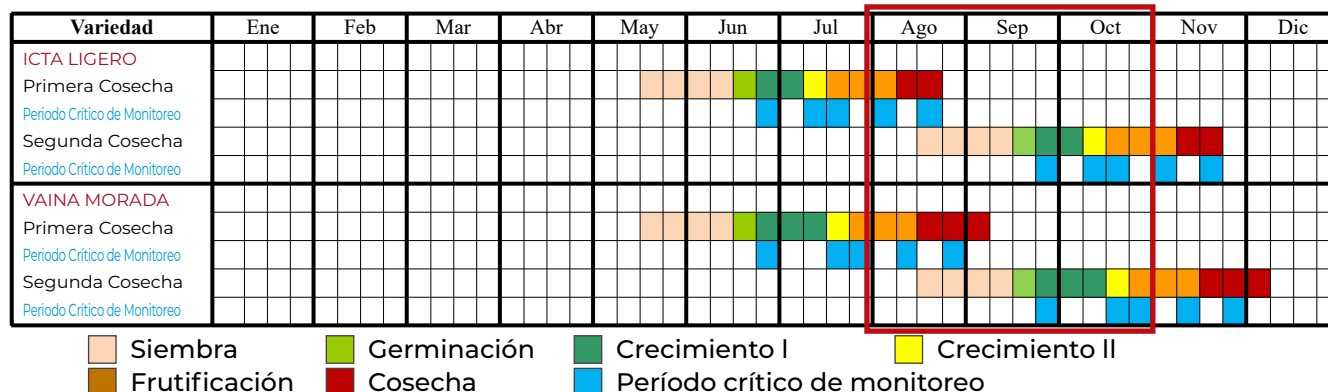 Variedad Ene Feb Mar Abr May Jun Jul Ago Sep Oct Nov Dic
ICTA LIGERO
Primera Cosecha
Periodo Crítico de Monitoreo
Segunda Cosecha
Periodo Crítico de Monitoreo
VAINA MORADA
Primera Cosecha
Periodo Crítico de Monitoreo
Segunda Cosecha
Periodo Crítico de Monitoreo
Siembra Germinación Crecimiento I Crecimiento II
Frutificación Cosecha Período crítico de monitoreo